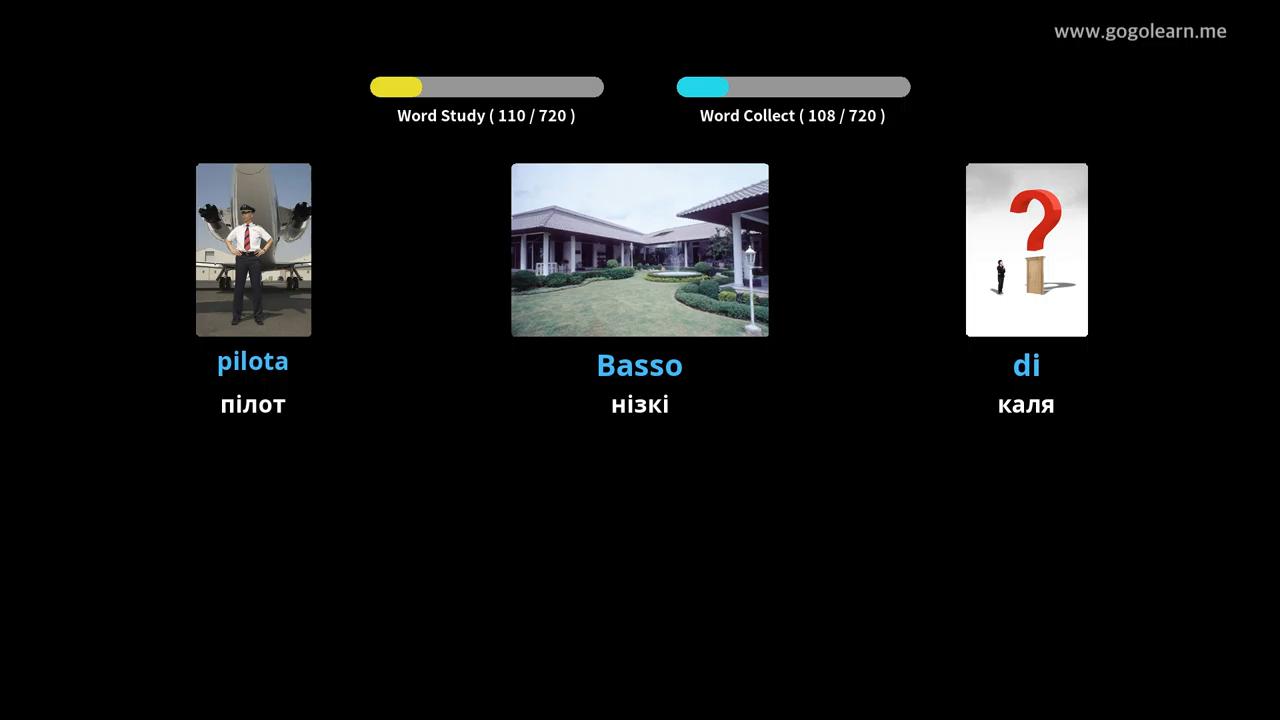 www.gogolearn.me
Word Study ( 110 / 720 )
Word Collect ( 108 / 720 )
pilota
Basso
di
пілот
нізкі
каля